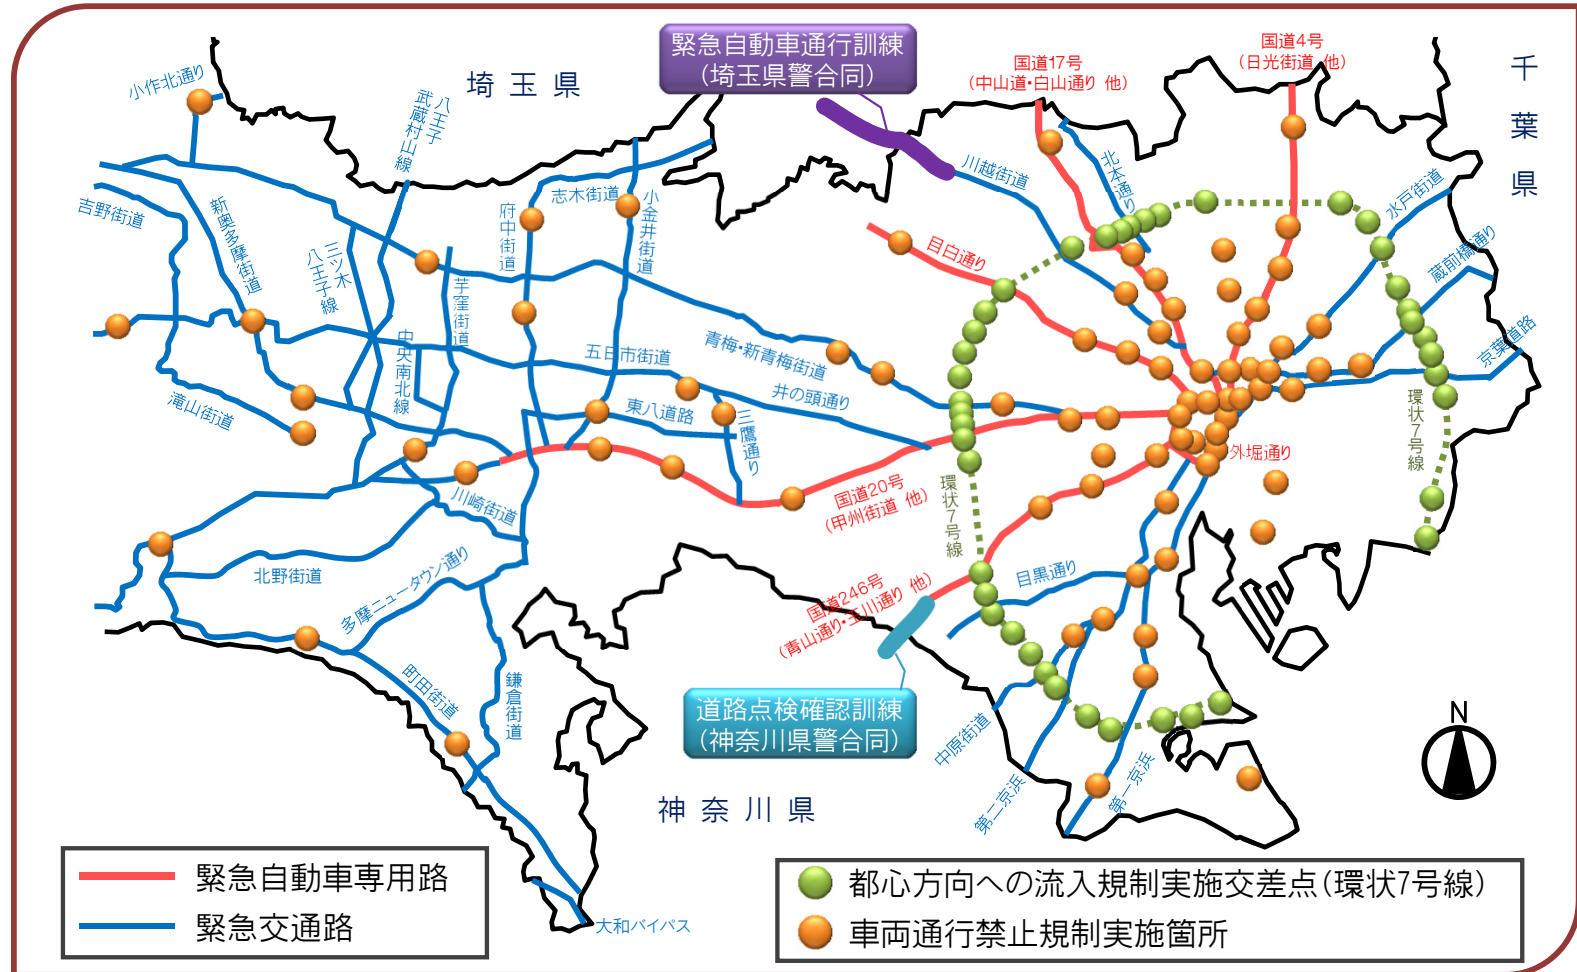 緊急自動車通行訓練
（埼玉県警合同）
国道4号
（日光街道 他）
国道17号
（中山道・白山通り 他）
千葉県
埼玉県
小作北通り
八王子
武蔵村山線
川越街道
北本通り
志木街道
小金井街道
府中街道
水戸街道
吉野街道
新奥多摩街道
三ツ木
八王子線
目白通り
蔵前橋通り
芋窪街道
中央南北線
五日市街道
青梅・新青梅街道
京葉道路
井の頭通り
滝山街道
東八道路
三鷹通り
環状7号線
外堀通り
国道20号
（甲州街道 他）
川崎街道
環状7号線
北野街道
多摩ニュータウン通り
目黒通り
国道246号
（青山通り・玉川通り 他）
町田街道
鎌倉街道
道路点検確認訓練
（神奈川県警合同）
中原街道
第二京浜
第一京浜
N
神奈川県
大和バイパス
緊急自動車専用路
緊急交通路
都心方向への流入規制実施交差点（環状7号線）
車両通行禁止規制実施箇所